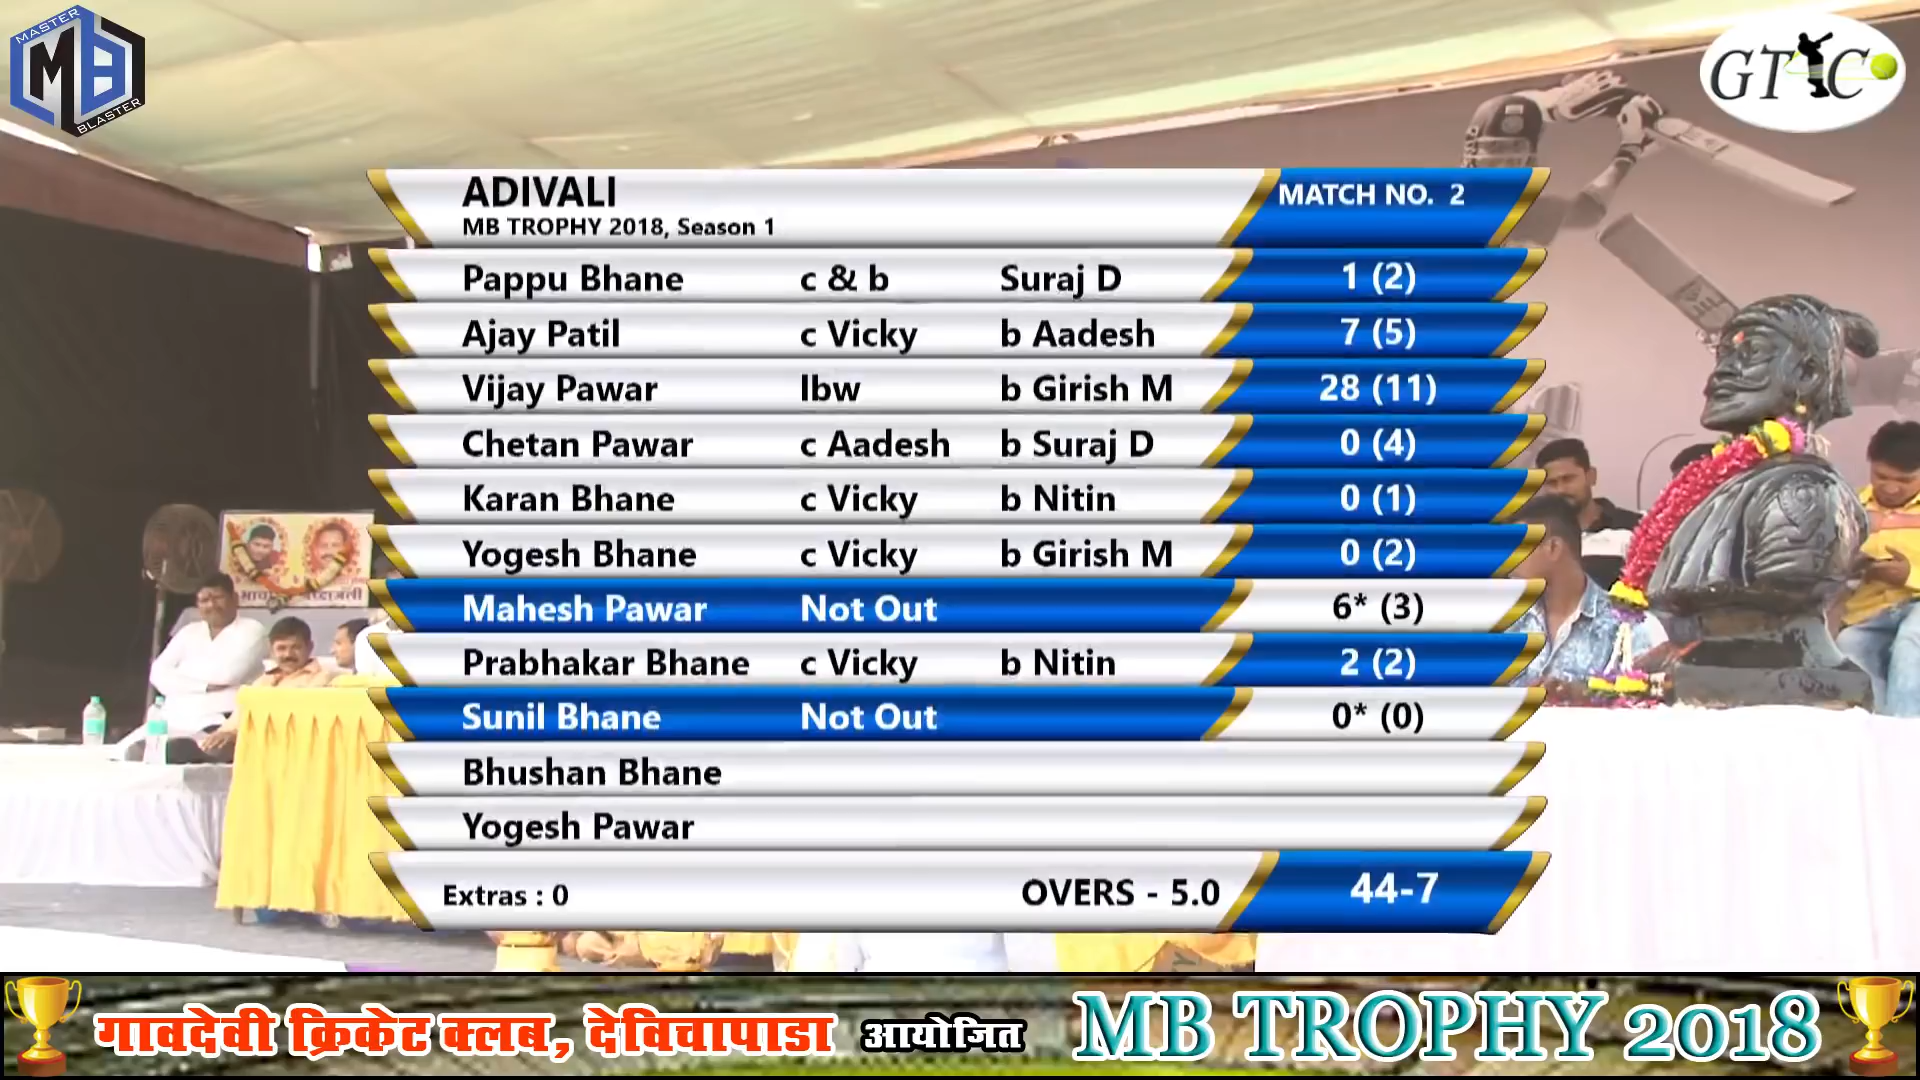 MASTER
MB
BLASTER
GTCC
ADIVALI
MATCH NO. 2
MB TROPHY 2018, Season 1
Pappu Bhane c & b Suraj D 1 (2)
Ajay Patil c Vicky b Aadesh 7 (5)
Vijay Pawar lbw b Girish M 28 (11)
Chetan Pawar c Aadesh b Suraj D 0 (4)
Karan Bhane c Vicky b Nitin 0 (1)
Yogesh Bhane c Vicky b Girish M 0 (2)
Mahesh Pawar Not Out 6* (3)
Prabhakar Bhane c Vicky b Nitin 2 (2)
Sunil Bhane Not Out 0* (0)
Bhushan Bhane
Yogesh Pawar
Extras : 0 OVERS - 5.0 44-7
गावदेवी क्रिकेट क्लब, देविचापाडा आयोजित MB TROPHY 2018